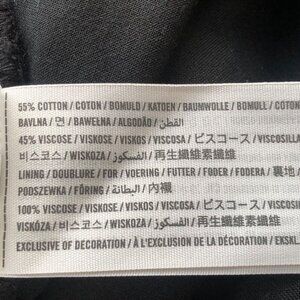 55% COTTON / COTON / BOMULD / KATOEN / BAUMWOLLE / BOMULL / COTON
BAVLNA / 면 / BAWEŁNA / ALGODÃO / القطن /
45% VISCOSE / VISKOSE / VISKOS / VISCOSA / ビスコース / VISCOSILLA
비스코스 / WISKOZA / الفسكوز / 再生纖維素纖維
LINING / DOUBLURE / FOR / VOERING / FUTTER / FODER / FODERA / 裏地 /
PODSZEWKA / FÔRING / البطانة / 內襯
100% VISCOSE / VISKOSE / VISKOS / VISCOSA / ビスコース / VISCOSI
VISKÓZA / 비스코스 / WISKOZA / الفسكوز / 再生纖維素纖維
EXCLUSIVE OF DECORATION / À L'EXCLUSION DE LA DÉCORATION / EKSKL.